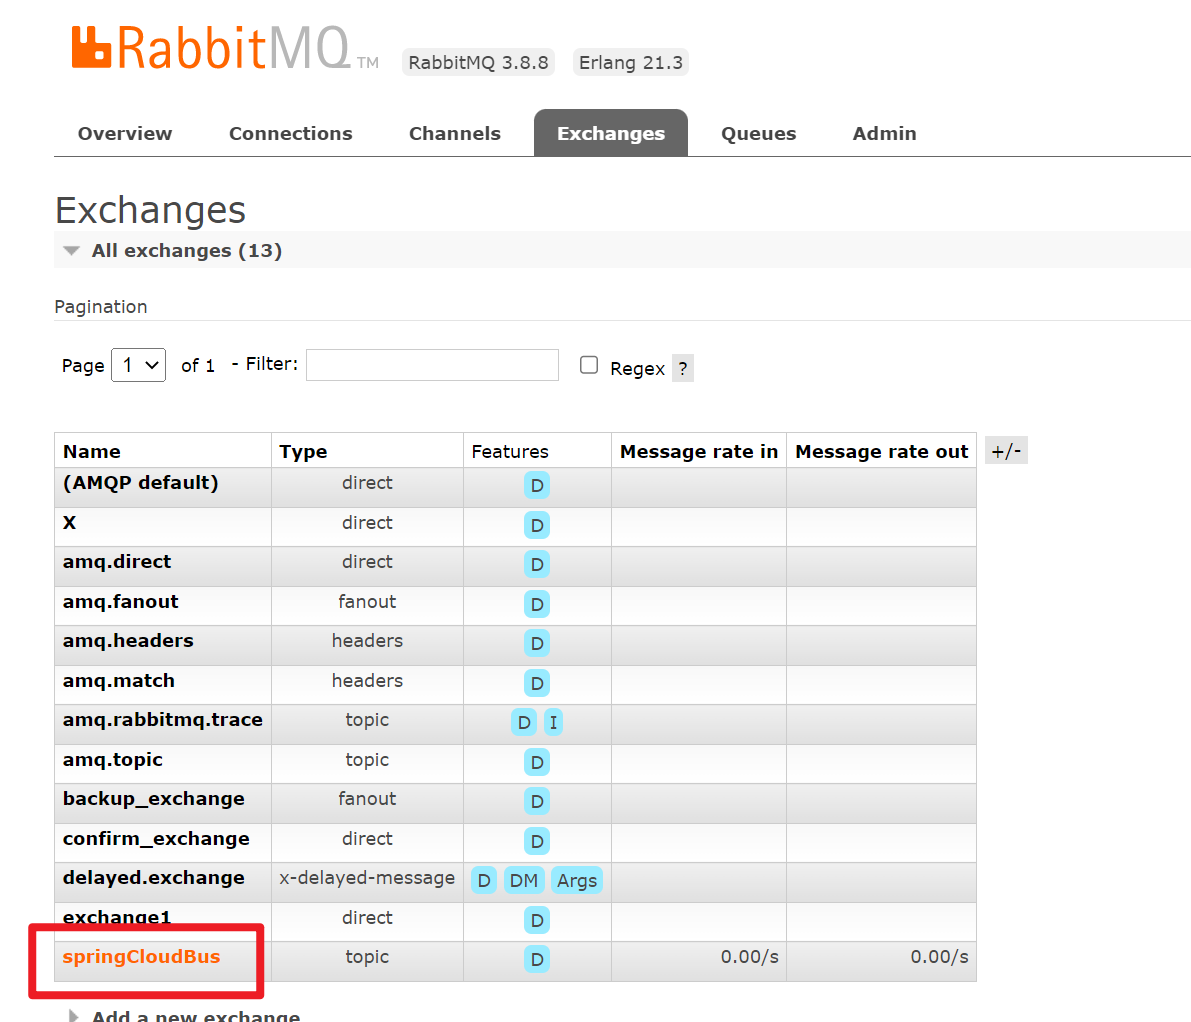 RabbitMQ TM RabbitMQ 3.8.8 Erlang 21.3
Overview Connections Channels Exchanges Queues Admin
Exchanges
All exchanges (13)
Pagination
Page 1 of 1 - Filter: Regex ?
Name Type Features Message rate in Message rate out +/-
(AMQP default) direct D
X direct D
amq.direct direct D
amq.fanout fanout D
amq.headers headers D
amq.match headers D
amq.rabbitmq.trace topic D I
amq.topic topic D
backup_exchange fanout D
confirm_exchange direct D
delayed.exchange x-delayed-message D DM Args
exchange1 direct D
springCloudBus topic D 0.00/s 0.00/s
Add a new exchange